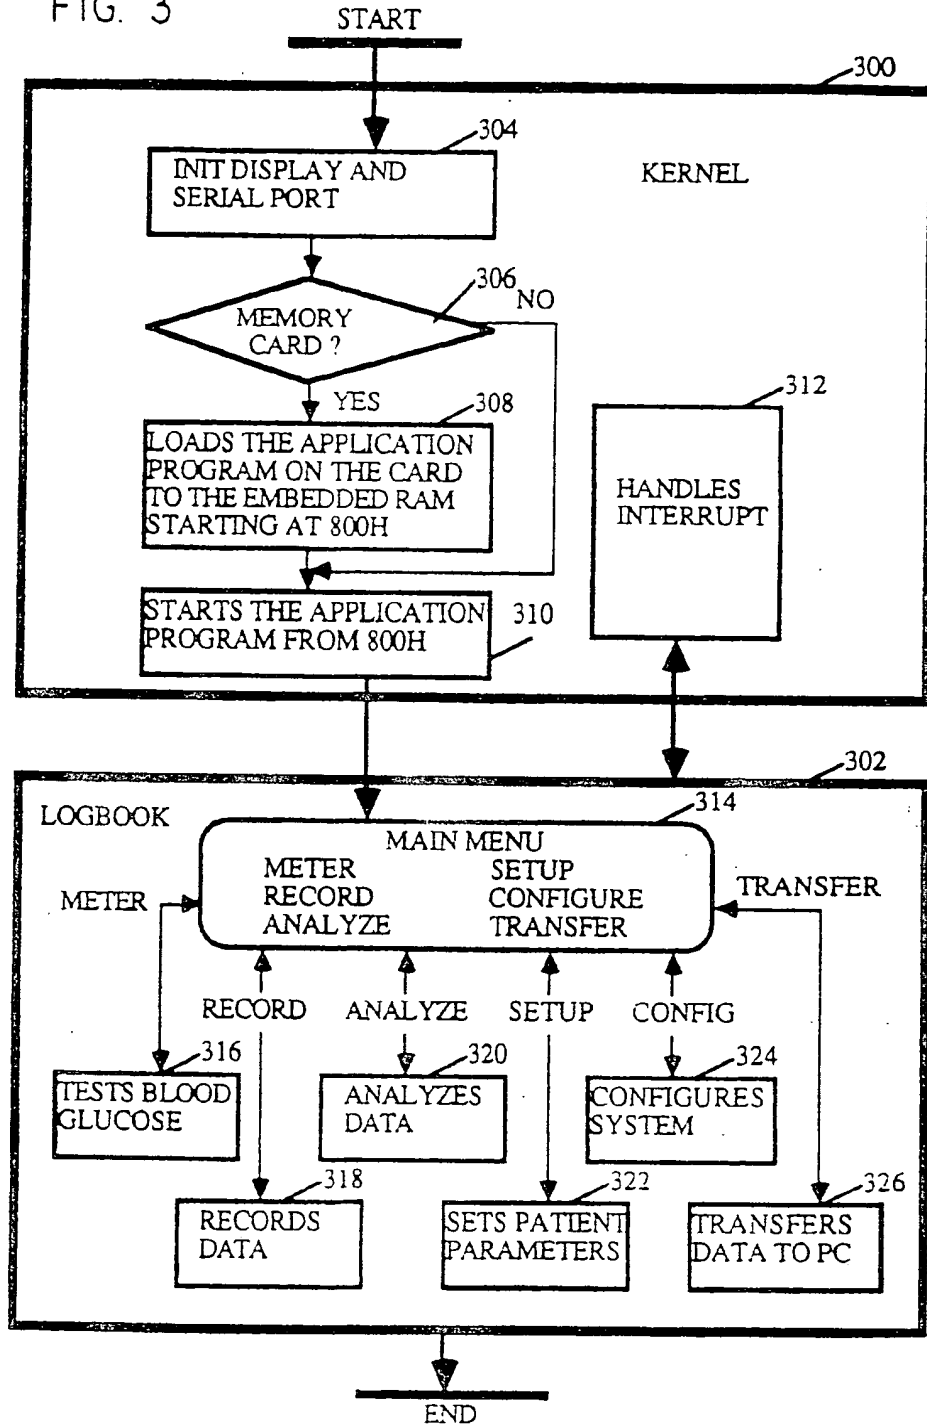 FIG. 3
START
300
304
INIT DISPLAY AND
SERIAL PORT
KERNEL
306
NO
MEMORY
CARD ?
YES
308
LOADS THE APPLICATION
PROGRAM ON THE CARD
TO THE EMBEDDED RAM
STARTING AT 800H
312
HANDLES
INTERRUPT
STARTS THE APPLICATION
PROGRAM FROM 800H
310
302
LOGBOOK
314
MAIN MENU
METER SETUP
RECORD CONFIGURE
ANALYZE TRANSFER
METER
TRANSFER
RECORD
ANALYZE
SETUP
CONFIG
316
TESTS BLOOD
GLUCOSE
320
ANALYZES
DATA
324
CONFIGURES
SYSTEM
318
RECORDS
DATA
322
SETS PATIENT
PARAMETERS
326
TRANSFERS
DATA TO PC
END